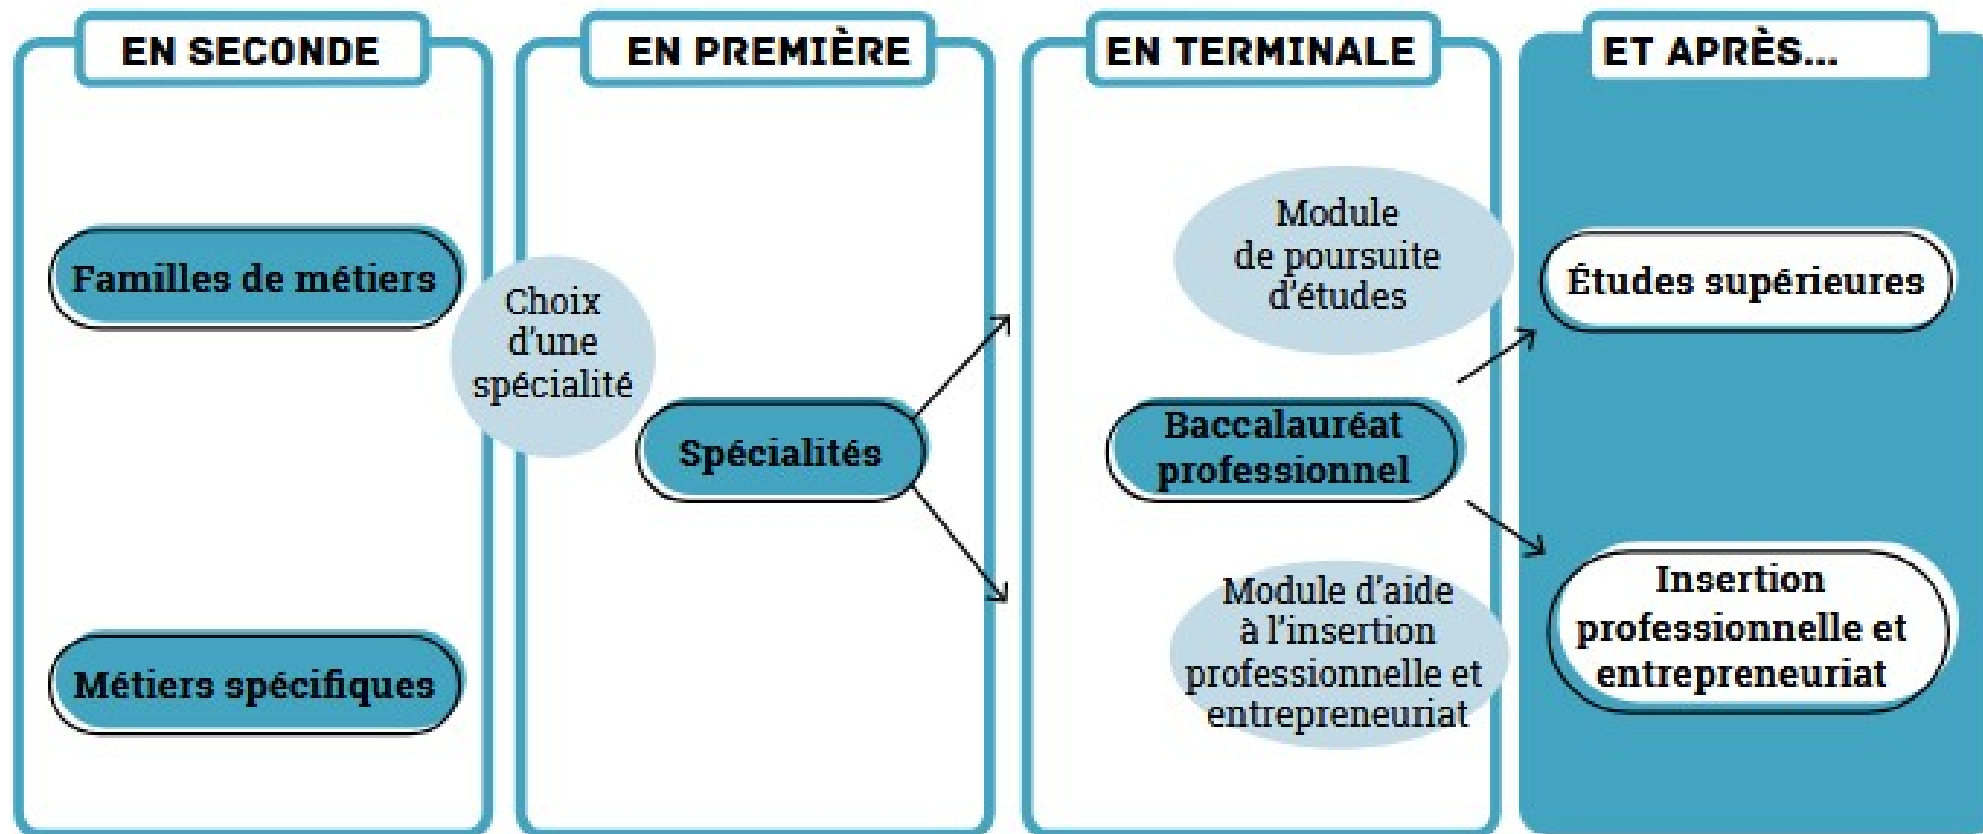 EN SECONDE
Familles de métiers
Métiers spécifiques
Choix
d'une
spécialité
EN PREMIÈRE
Spécialités
EN TERMINALE
Module
de poursuite
d'études
Baccalauréat
professionnel
Module d'aide
à l'insertion
professionnelle et
entrepreneuriat
ET APRÈS...
Études supérieures
Insertion
professionnelle et
entrepreneuriat